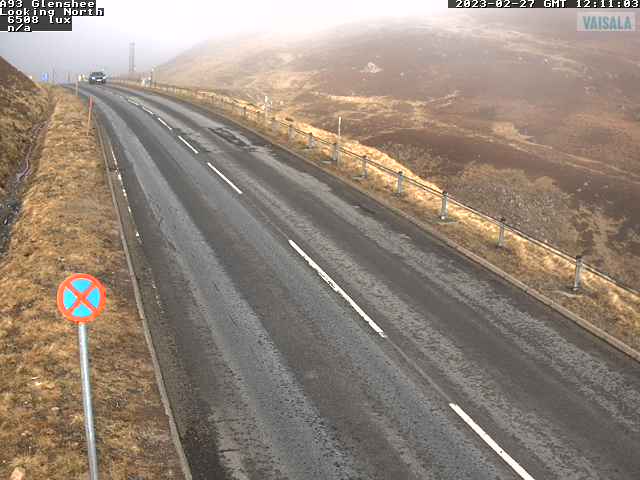 A93 Glenshee
Looking North
6508 lux
n/a
2023-02-27 GMT 12:11:03
VAISALA